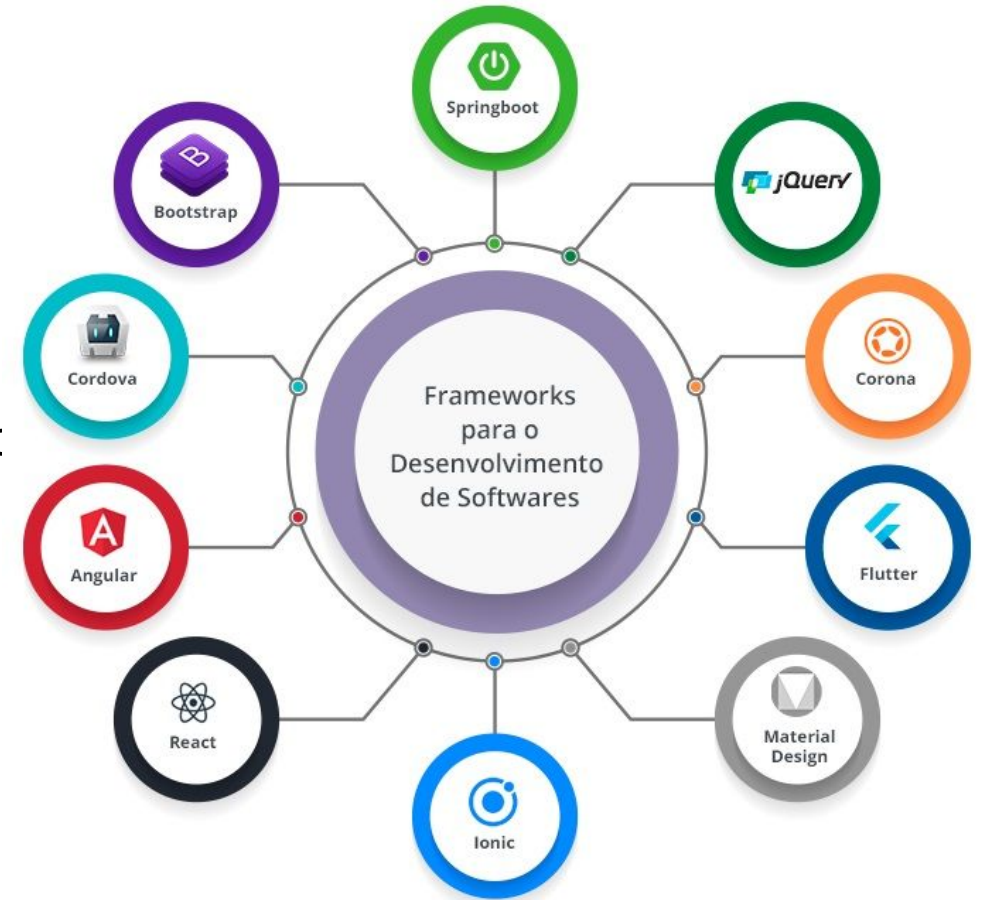 Springboot
Bootstrap
jQuery
Cordova
Corona
Frameworks
para o
Desenvolvimento
de Softwares
Angular
Flutter
React
Material
Design
Ionic